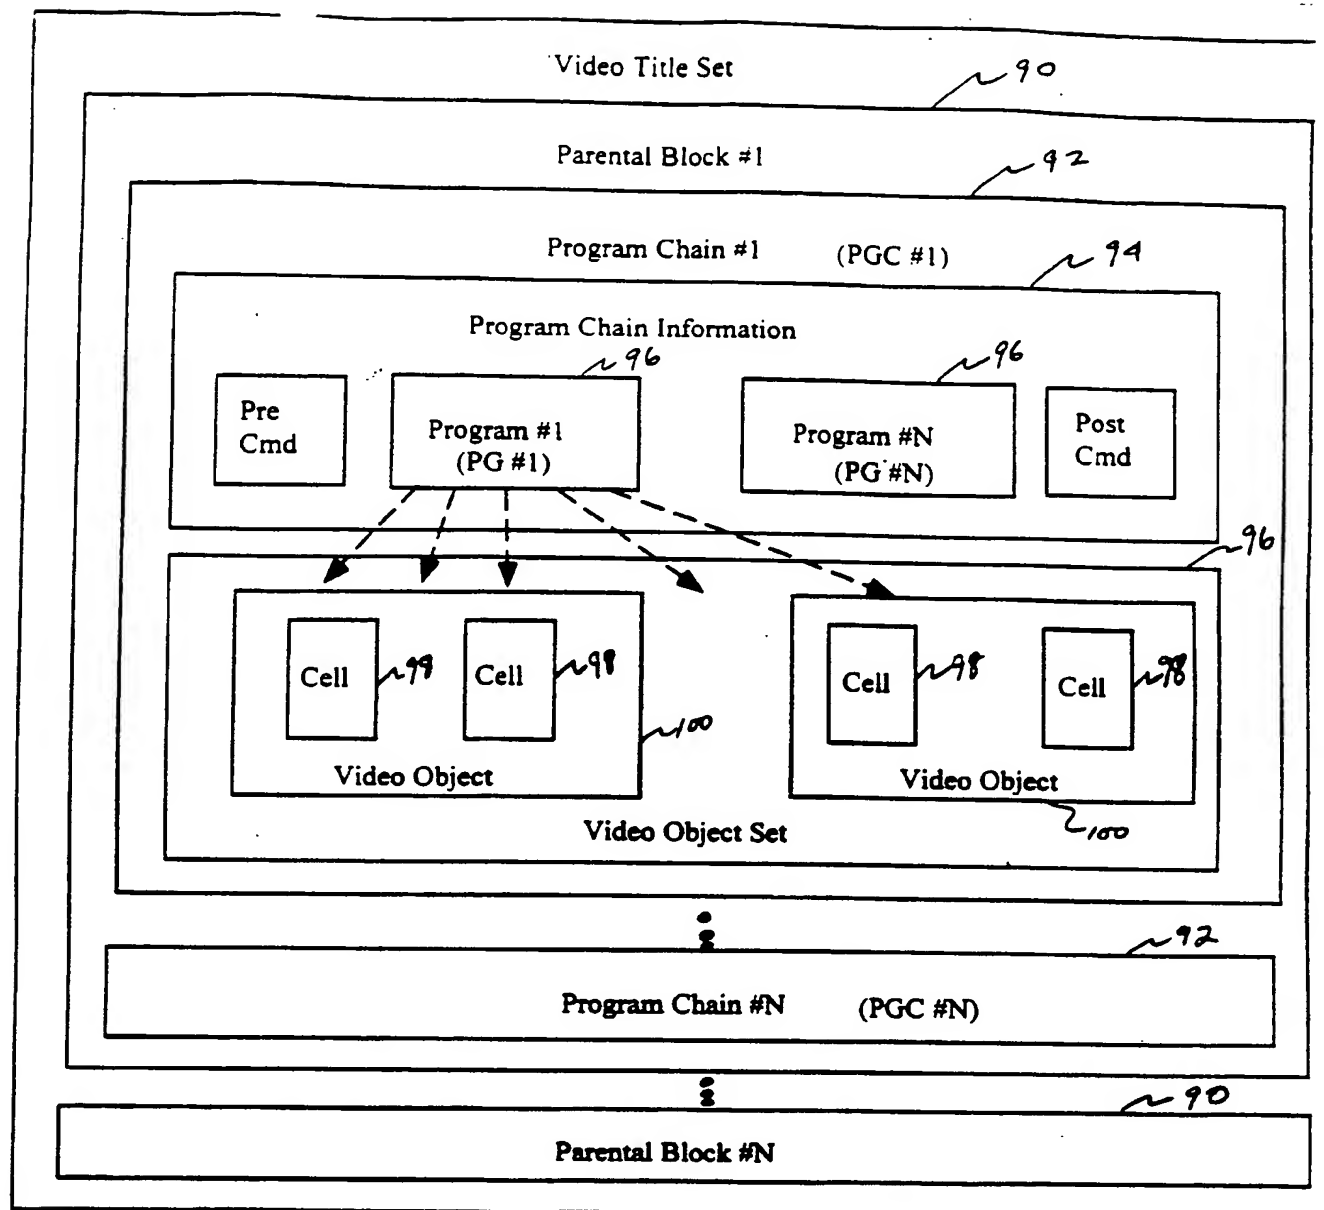 Video Title Set
90
Parental Block #1
92
Program Chain #1 (PGC #1)
94
Program Chain Information
96
96
Pre
Cmd
Program #1
(PG #1)
Program #N
(PG #N)
Post
Cmd
96
Cell
98
Cell
98
Cell
98
Cell
98
100
Video Object
Video Object
100
Video Object Set
92
Program Chain #N (PGC #N)
90
Parental Block #N